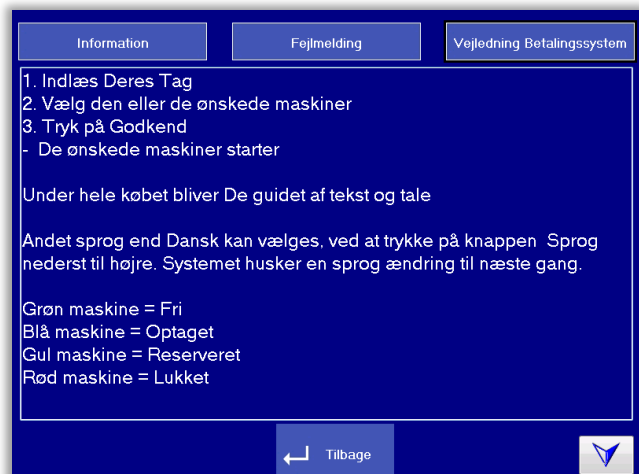 Information
Fejlmelding
Vejledning Betalingssystem
1. Indlæs Deres Tag
2. Vælg den eller de ønskede maskiner
3. Tryk på Godkend
- De ønskede maskiner starter
Under hele købet bliver De guidet af tekst og tale
Andet sprog end Dansk kan vælges, ved at trykke på knappen Sprog
nederst til højre. Systemet husker en sprog ændring til næste gang.
Grøn maskine = Fri
Blå maskine = Optaget
Gul maskine = Reserveret
Rød maskine = Lukket
Tilbage